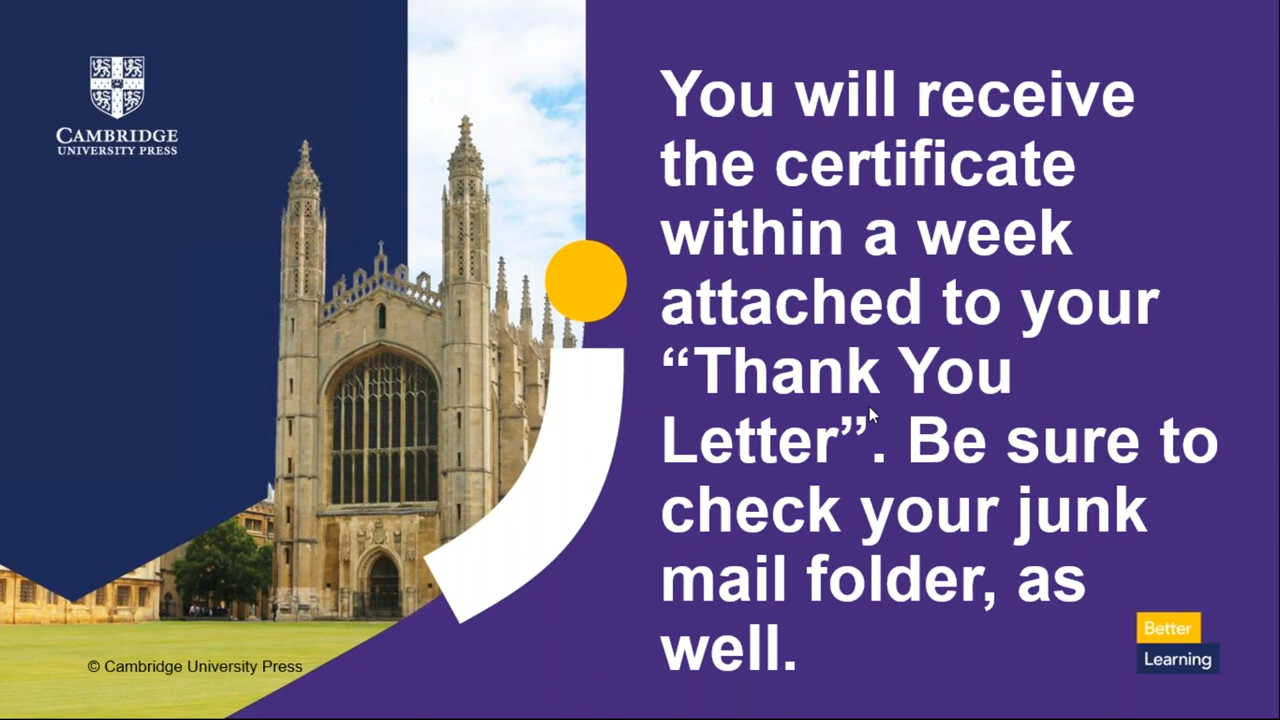 CAMBRIDGE
UNIVERSITY PRESS
You will receive
the certificate
within a week
attached to your
“Thank You
Letter”. Be sure to
check your junk
mail folder, as
well.
Better
Learning
© Cambridge University Press